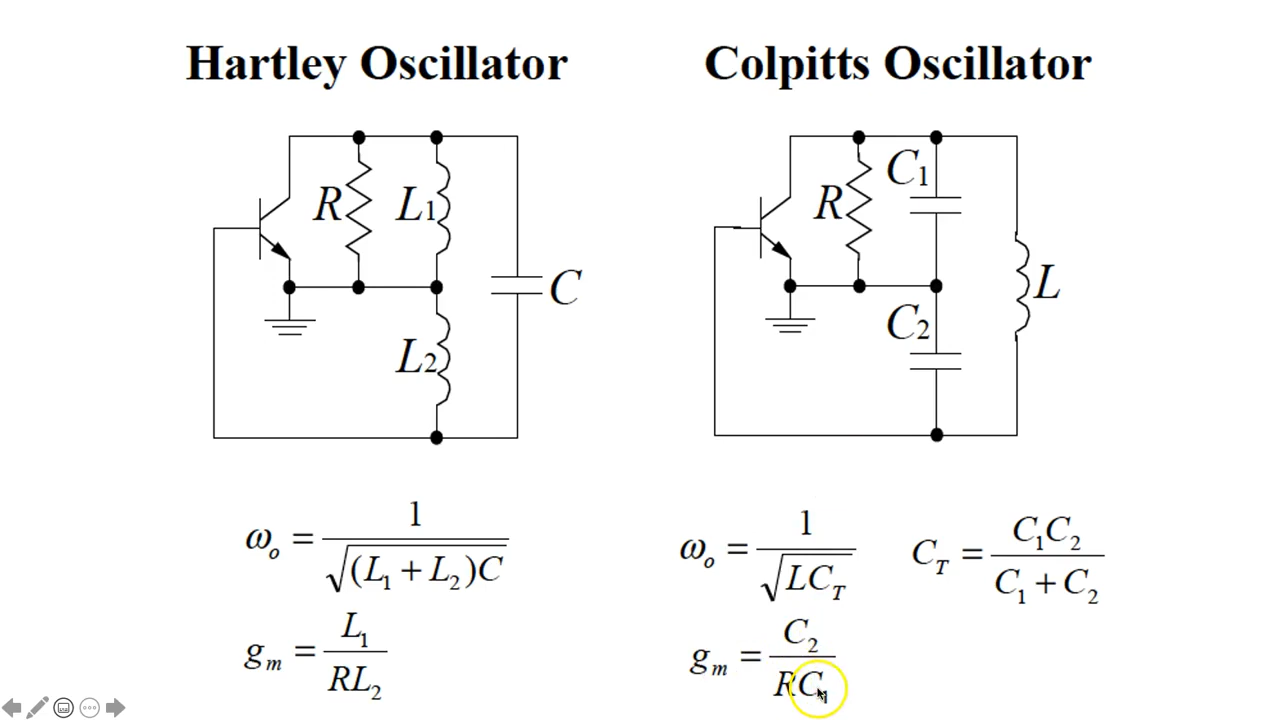 Hartley Oscillator
R
L1
C
L2
ωo = 1 / √(L1 + L2)C
gm = L1 / RL2
Colpitts Oscillator
R
C1
L
C2
ωo = 1 / √LCT
CT = C1C2 / C1 + C2
gm = C2 / RC1